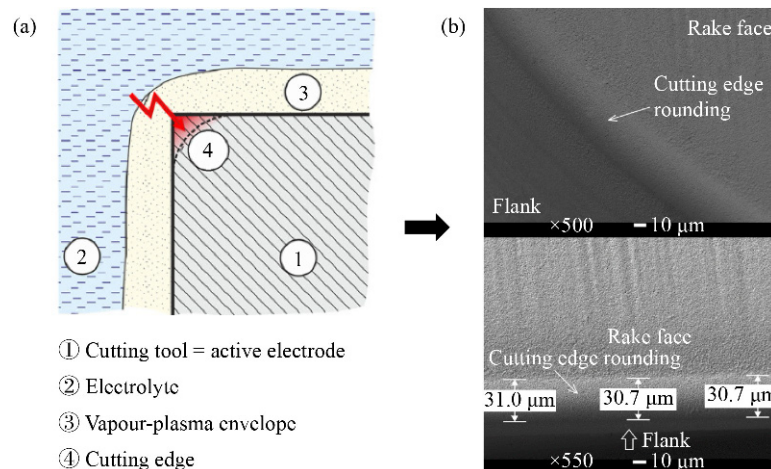 (a)
3
4
2
1
① Cutting tool = active electrode
② Electrolyte
③ Vapour-plasma envelope
④ Cutting edge
(b)
Rake face
Cutting edge
rounding
Flank
×500
10 μm
Rake face
Cutting edge rounding
31.0 μm 30.7 μm 30.7 μm
Flank
×550
10 μm